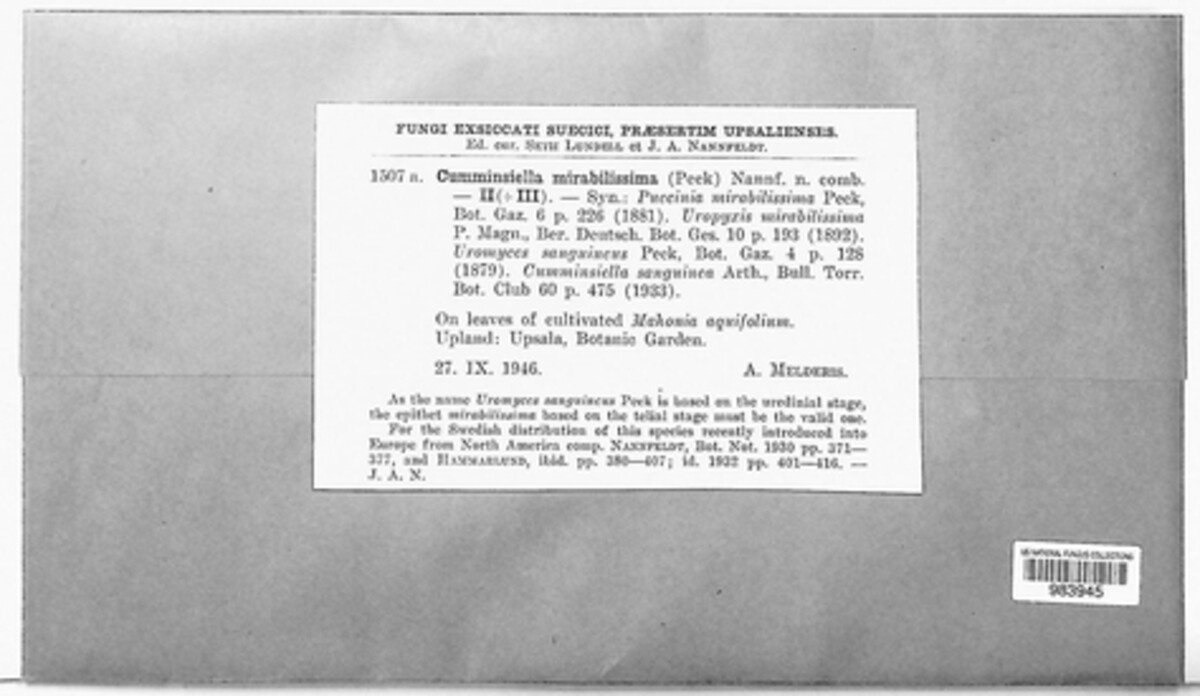 FUNGI EXSICCATI SUECICI, PRÆSERTIM UPSALIENSES.
Ed. cur. SETH LUNDELL et J. A. NANNFELDT.
1507 a. Cumminsiella mirabilissima (Peck) Nannf. n. comb.
— II(+III). — Syn.: Puccinia mirabilissima Peck,
Bot. Gaz. 6 p. 226 (1881). Uropyxis mirabilissima
P. Magn., Ber. Deutsch. Bot. Ges. 10 p. 193 (1892).
Uromyces sanguineus Peck, Bot. Gaz. 4 p. 128
(1879). Cumminsiella sanguinea Arth., Bull. Torr.
Bot. Club 60 p. 475 (1933).
On leaves of cultivated Mahonia aquifolium.
Upland: Upsala, Botanic Garden.
27. IX. 1946. A. MELDERIS.
As the name Uromyces sanguineus Peck is based on the uredinial stage,
the epithet mirabilissima based on the telial stage must be the valid one.
For the Swedish distribution of this species recently introduced into
Europe from North America comp. NANNFELDT, Bot. Not. 1930 pp. 371—
377, and HAMMARLUND, ibid. pp. 380—407; id. 1932 pp. 401—416. —
J. A. N.
US NATIONAL FUNGUS COLLECTIONS
983945